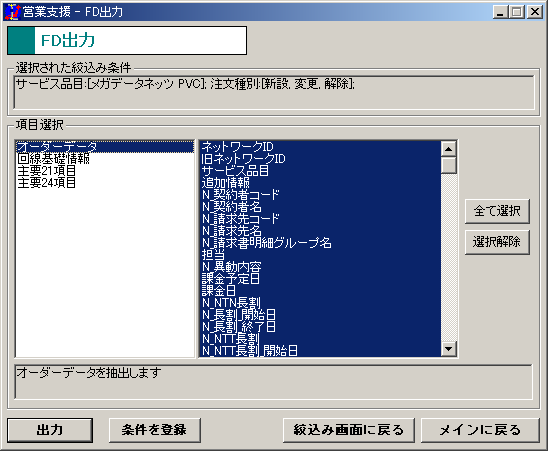 営業支援 - FD出力
FD出力
選択された絞込み条件
サービス品目:[メガデータネッツ PVC]; 注文種別:[新設, 変更, 解除];
項目選択
オーダーデータ
回線基礎情報
主要21項目
主要24項目
ネットワークID
旧ネットワークID
サービス品目
追加情報
N_契約者コード
N_契約者名
N_請求先コード
N_請求先名
N_請求書明細グループ名
担当
N_異動内容
課金予定日
課金日
N_NTN長割
N_長割_開始日
N_長割_終了日
N_NTT長割
N_NTT長割_開始日
全て選択
選択解除
オーダーデータを抽出します
出力
条件を登録
絞込み画面に戻る
メインに戻る